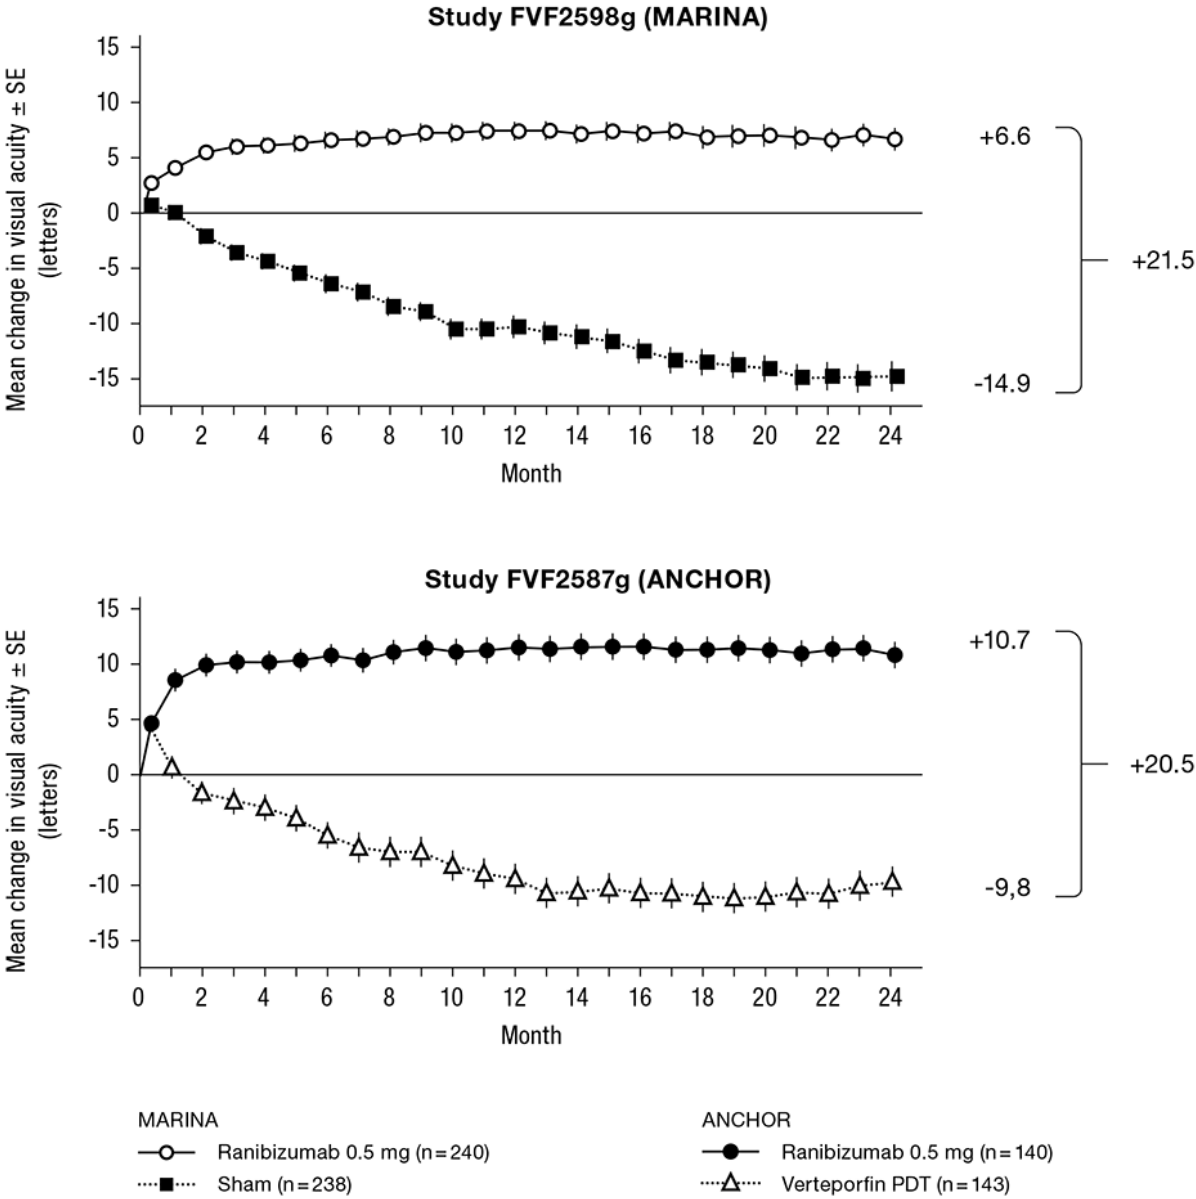 Study FVF2598g (MARINA)
Mean change in visual acuity ± SE
(letters)
15
10
5
0
-5
-10
-15
0 2 4 6 8 10 12 14 16 18 20 22 24
Month
+6.6
+21.5
-14.9
Study FVF2587g (ANCHOR)
Mean change in visual acuity ± SE
(letters)
15
10
5
0
-5
-10
-15
0 2 4 6 8 10 12 14 16 18 20 22 24
Month
+10.7
+20.5
-9,8
MARINA
Ranibizumab 0.5 mg (n=240)
Sham (n=238)
ANCHOR
Ranibizumab 0.5 mg (n=140)
Verteporfin PDT (n=143)